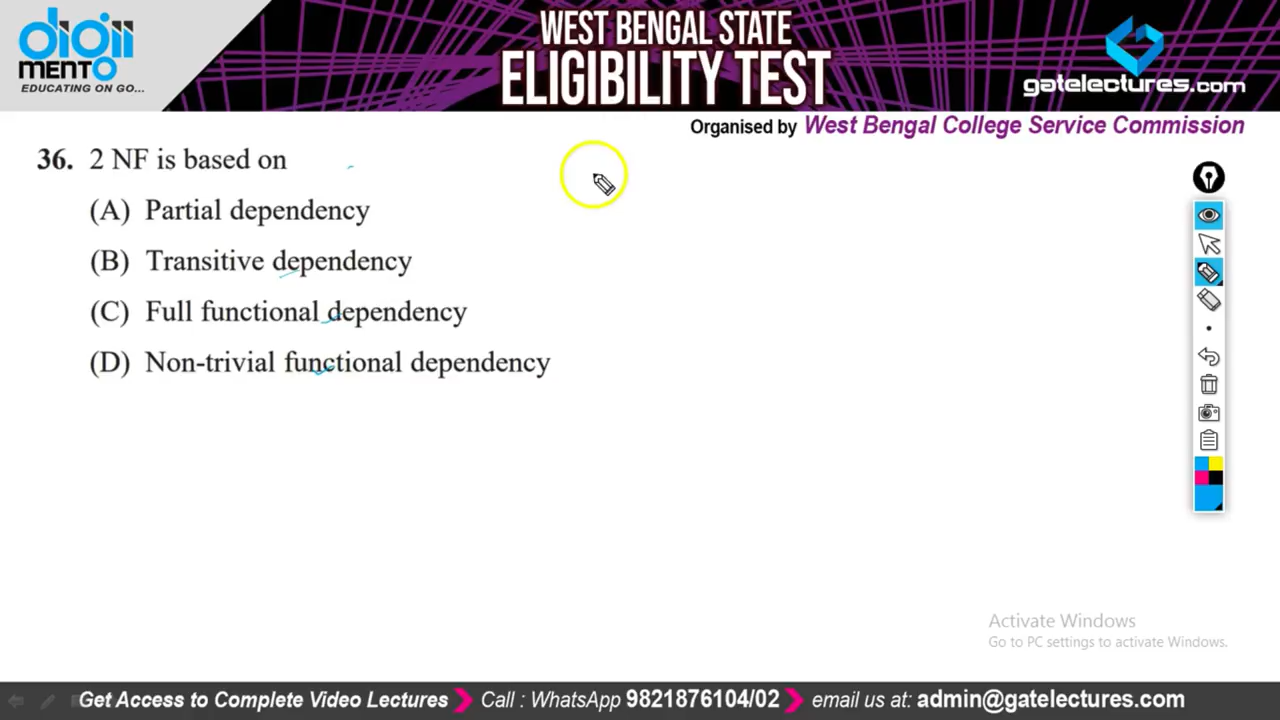 digii
mento
EDUCATING ON GO...
WEST BENGAL STATE
ELIGIBILITY TEST
gatelectures.com
Organised by West Bengal College Service Commission
36. 2 NF is based on
(A) Partial dependency
(B) Transitive dependency
(C) Full functional dependency
(D) Non-trivial functional dependency
Activate Windows
Go to PC settings to activate Windows.
Get Access to Complete Video Lectures Call : WhatsApp 9821876104/02 email us at: admin@gatelectures.com